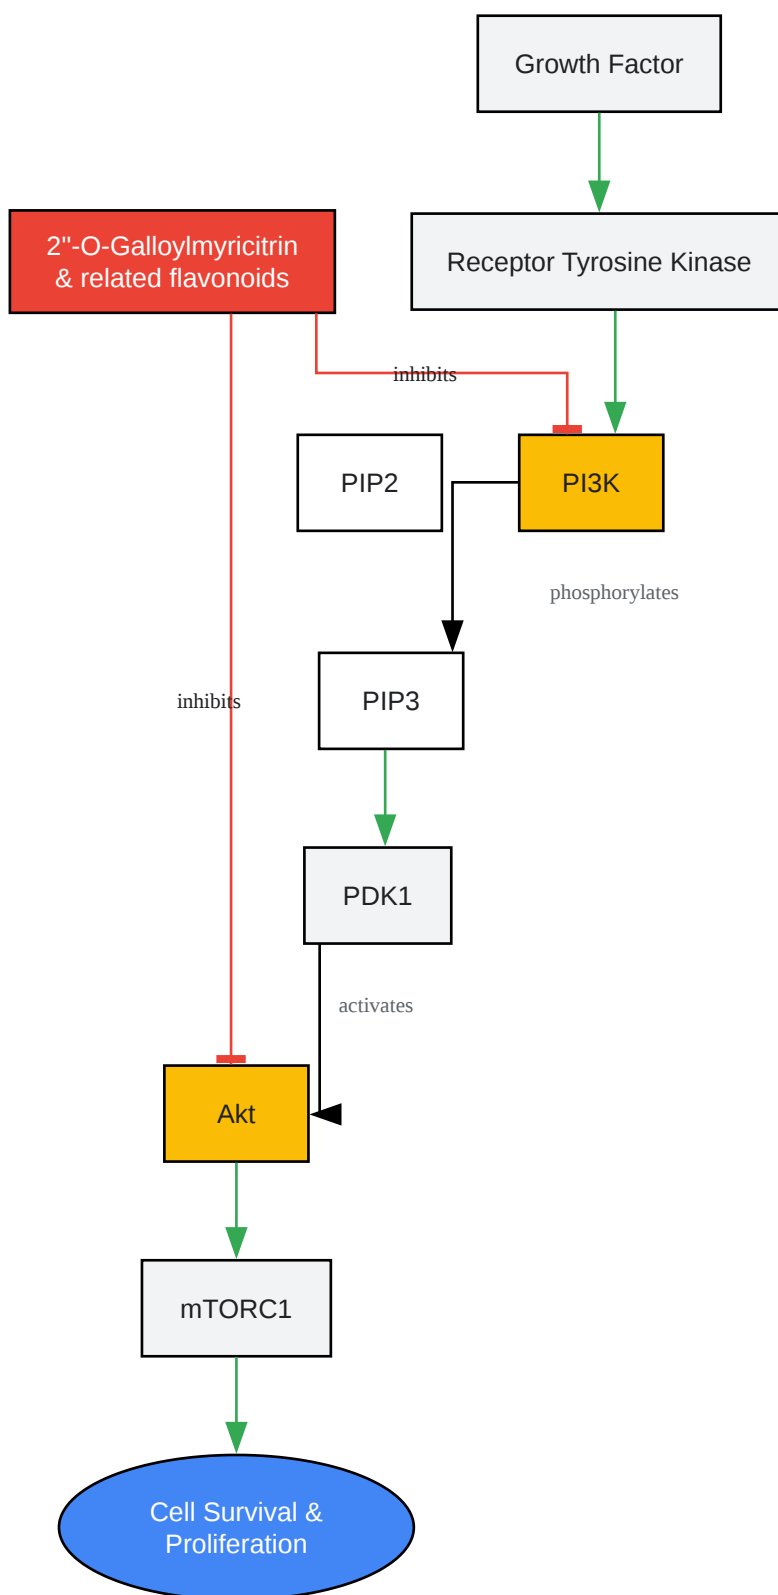 Growth Factor
2"-O-Galloylmyricitrin
& related flavonoids
Receptor Tyrosine Kinase
inhibits
PIP2
PI3K
phosphorylates
PIP3
inhibits
PDK1
activates
Akt
mTORC1
Cell Survival &
Proliferation